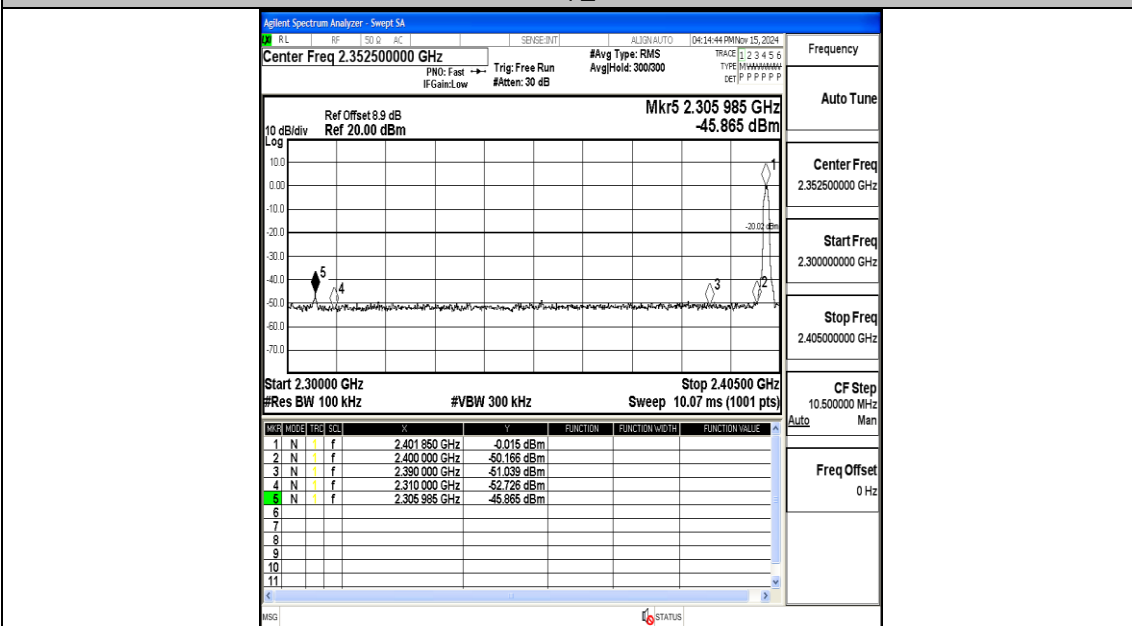 Agilent Spectrum Analyzer - Swept SA
RL RF 50 Ω AC SENSE:INT ALIGN AUTO 04:14:44 PM Nov 15, 2024
Center Freq 2.352500000 GHz
PNO: Fast
IFGain:Low
Trig: Free Run
#Atten: 30 dB
#Avg Type: RMS
Avg|Hold: 300/300
TRACE 1 2 3 4 5 6
TYPE M
DET P P P P P P
Frequency
Auto Tune
Center Freq
2.352500000 GHz
Start Freq
2.300000000 GHz
Stop Freq
2.405000000 GHz
CF Step
10.500000 MHz
Auto Man
Freq Offset
0 Hz
Mkr5 2.305 985 GHz
-45.865 dBm
Ref Offset 8.9 dB
10 dB/div Ref 20.00 dBm
Log
10.0
0.00
-10.0
-20.0
-30.0
-40.0
-50.0
-60.0
-70.0
1
-20.02 dBm
5
4
3
2
Start 2.30000 GHz Stop 2.40500 GHz
#Res BW 100 kHz #VBW 300 kHz Sweep 10.07 ms (1001 pts)
MKR MODE TRC SCL X Y FUNCTION FUNCTION WIDTH FUNCTION VALUE
1 N 1 f 2.401 850 GHz -0.015 dBm
2 N 1 f 2.400 000 GHz -50.166 dBm
3 N 1 f 2.390 000 GHz -51.039 dBm
4 N 1 f 2.310 000 GHz -52.726 dBm
5 N 1 f 2.305 985 GHz -45.865 dBm
6
7
8
9
10
11
MSG STATUS